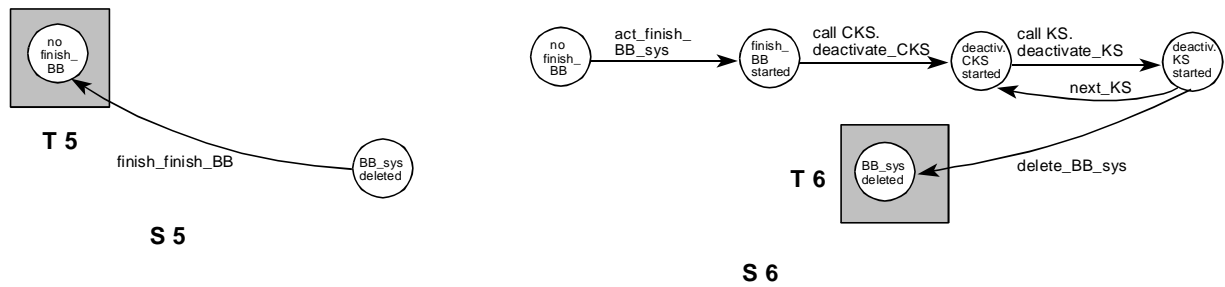 no
finish_
BB
T 5
finish_finish_BB
BB_sys
deleted
S 5
no
finish_
BB
act_finish_
BB_sys
finish_
BB
started
call CKS.
deactivate_CKS
deactiv.
CKS
started
call KS.
deactivate_KS
deactiv.
KS
started
next_KS
T 6
BB_sys
deleted
delete_BB_sys
S 6